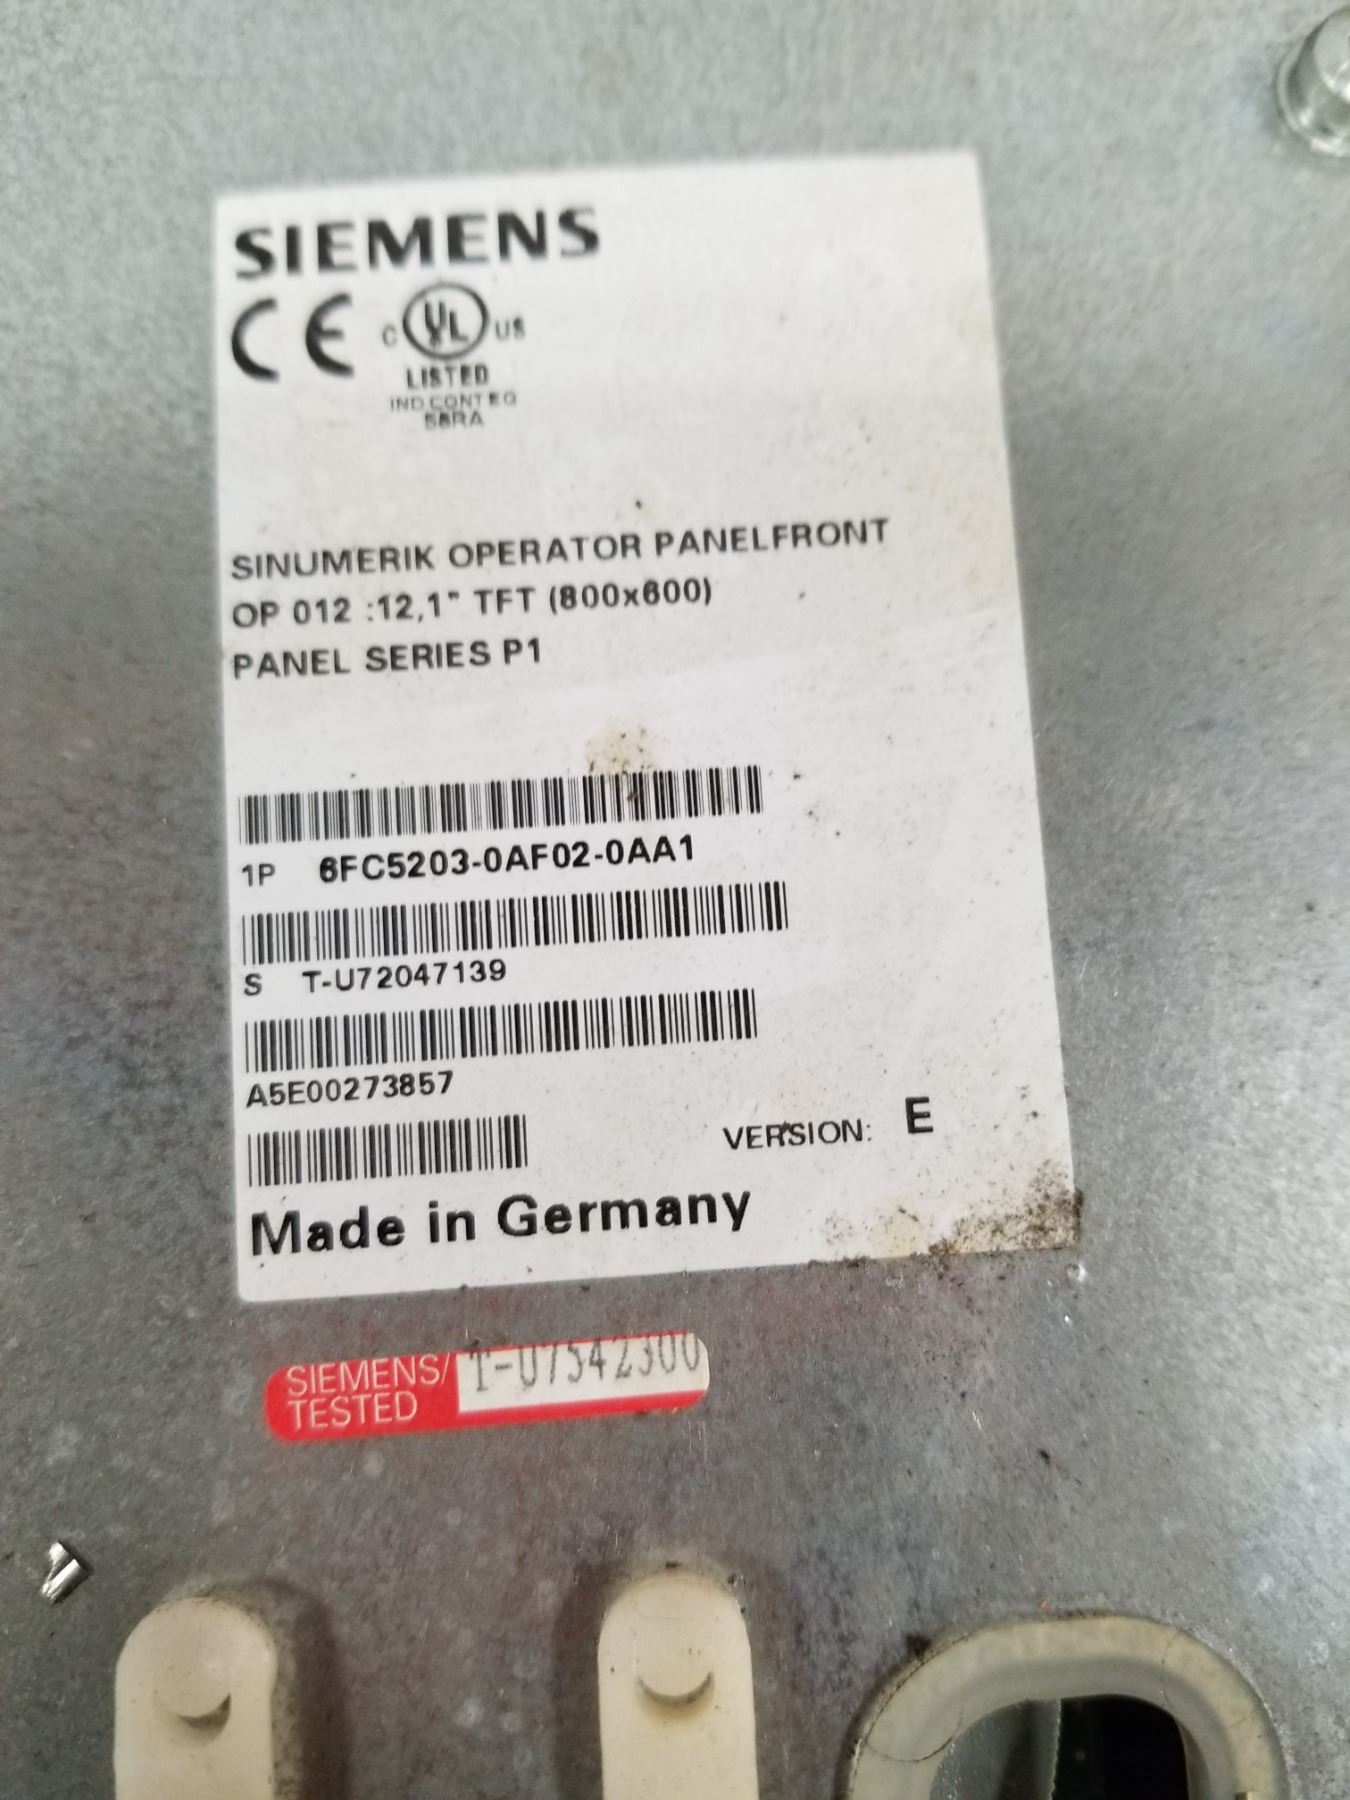 SIEMENS
CE C UL US
LISTED
IND CONT EQ
58RA
SINUMERIK OPERATOR PANELFRONT
OP 012 :12,1" TFT (800x600)
PANEL SERIES P1
1P 6FC5203-0AF02-0AA1
S T-U72047139
A5E00273857
VERSION: E
Made in Germany
SIEMENS/ T-U7542300
TESTED